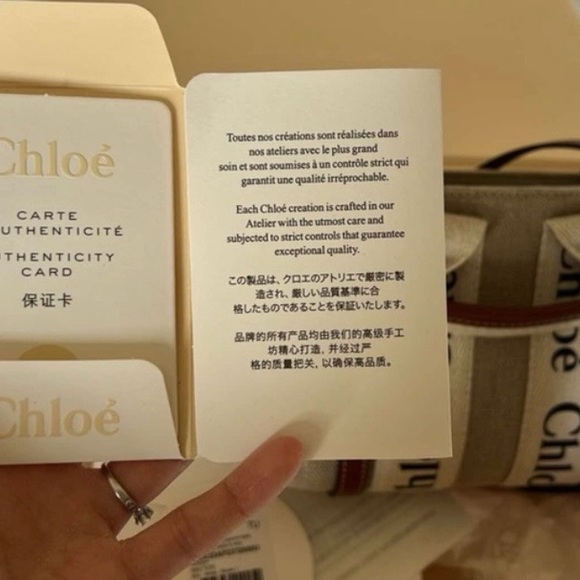 Chloé
CARTE
D'AUTHENTICITÉ
AUTHENTICITY
CARD
保证卡
Chloé
Toutes nos créations sont réalisées dans
nos ateliers avec le plus grand
soin et sont soumises à un contrôle strict qui
garantit une qualité irréprochable.
Each Chloé creation is crafted in our
Atelier with the utmost care and
subjected to strict controls that guarantee
exceptional quality.
この製品は、クロエのアトリエで厳密に製
造され、厳しい品質基準に合
格したものであることを保証いたします。
品牌的所有产品均由我们的高级手工
坊精心打造，并经过严
格的质量把关，以确保高品质。
Chlo